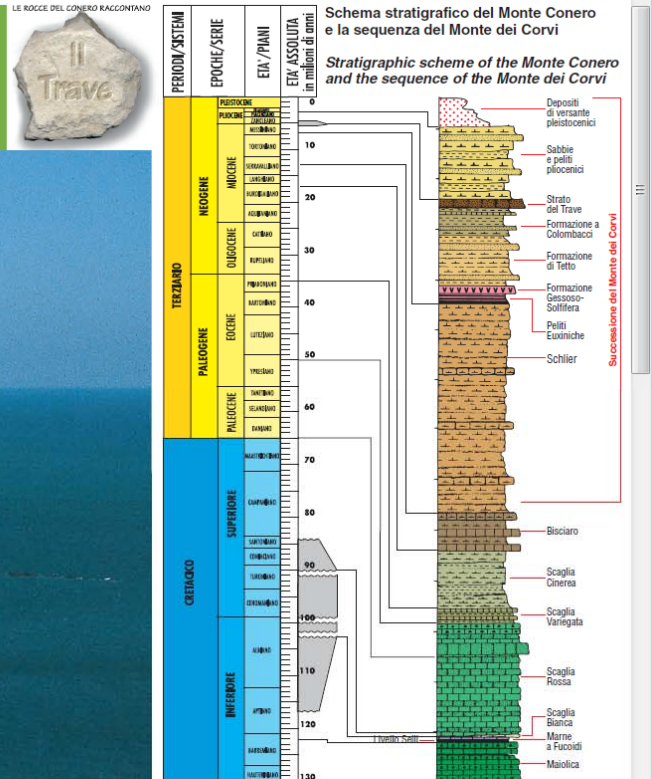 LE ROCCE DEL CONERO RACCONTANO
Il
Trave
Schema stratigrafico del Monte Conero
e la sequenza del Monte dei Corvi
Stratigraphic scheme of the Monte Conero
and the sequence of the Monte dei Corvi
PERIODI/SISTEMI
EPOCHE/SERIE
ETA'/PIANI
ETA' ASSOLUTA
in milioni di anni
TERZIARIO
NEOGENE
PALEOGENE
PLEISTOCENE
PLIOCENE
MIOCENE
OLIGOCENE
EOCENE
PALEOCENE
ZANCLEANO
MESSINIANO
TORTONIANO
SERRAVALLIANO
LANGHIANO
BURDIGALIANO
AQUITANIANO
CATTIANO
RUPELIANO
PRIABONIANO
BARTONIANO
LUTEZIANO
YPRESIANO
TANETIANO
SELANDIANO
DANIANO
CRETACICO
SUPERIORE
INFERIORE
MAASTRICHTIANO
CAMPANIANO
SANTONIANO
CONIACIANO
TURONIANO
CENOMANIANO
ALBIANO
APTIANO
BARREMIANO
HAUTERIVIANO
0
10
20
30
40
50
60
70
80
90
100
110
120
130
Livello Selli
Depositi
di versante
pleistocenici
Sabbie
e peliti
plioceniche
Strato
del Trave
Formazione a
Colombacci
Formazione
di Tetto
Formazione
Gessoso-
Solfifera
Peliti
Euxiniche
Schlier
Bisciaro
Scaglia
Cinerea
Scaglia
Variegata
Scaglia
Rossa
Scaglia
Bianca
Marne
a Fucoidi
Maiolica
Successione del Monte dei Corvi